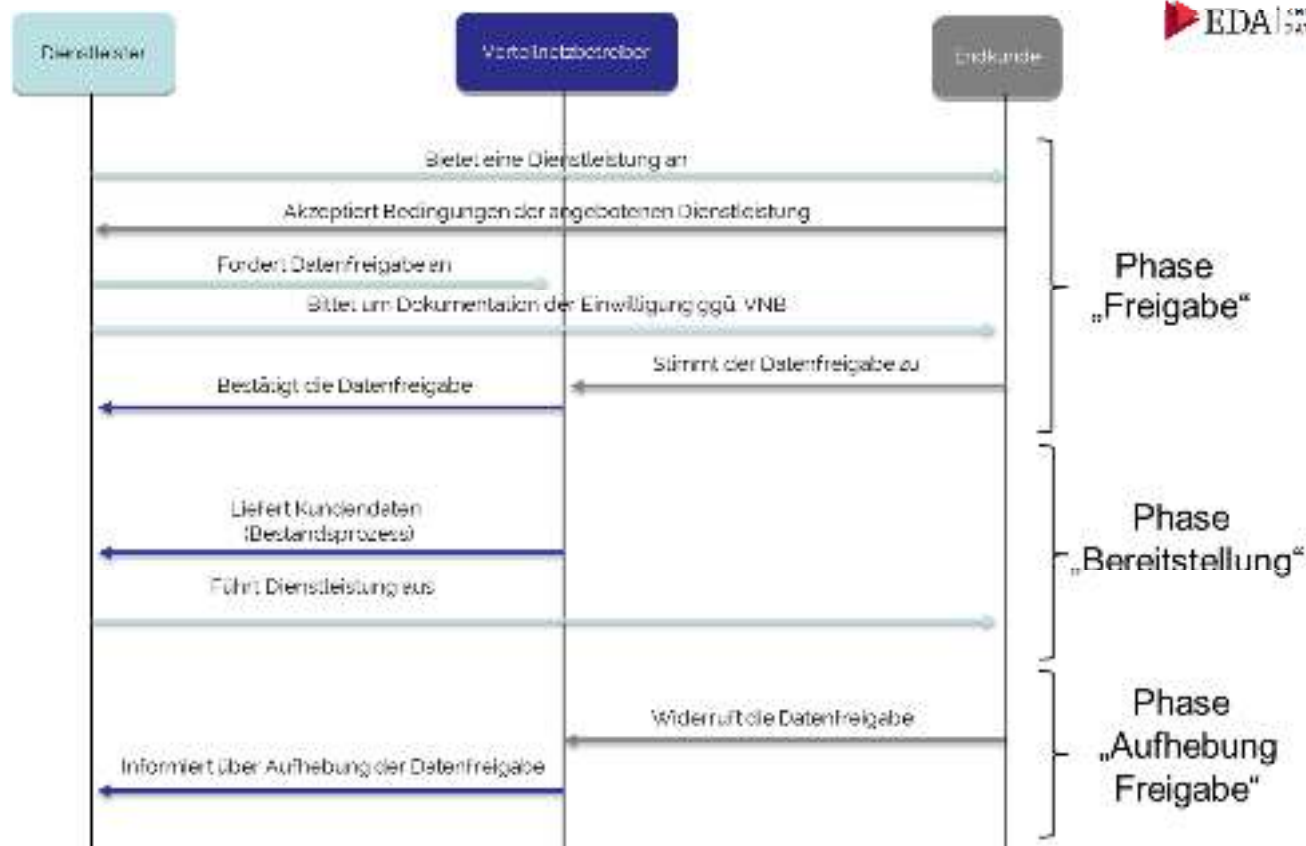 EDA
Dienstleister
Verteilnetzbetreiber
Endkunde
Bietet eine Dienstleistung an
Akzeptiert Bedingungen der angebotenen Dienstleistung
Fordert Datenfreigabe an
Bittet um Dokumentation der Einwilligung ggü. VNB
Stimmt der Datenfreigabe zu
Bestätigt die Datenfreigabe
Phase
„Freigabe“
Liefert Kundendaten
(Bestandsprozess)
Führt Dienstleistung aus
Phase
„Bereitstellung“
Widerruft die Datenfreigabe
Informiert über Aufhebung der Datenfreigabe
Phase
„Aufhebung
Freigabe“